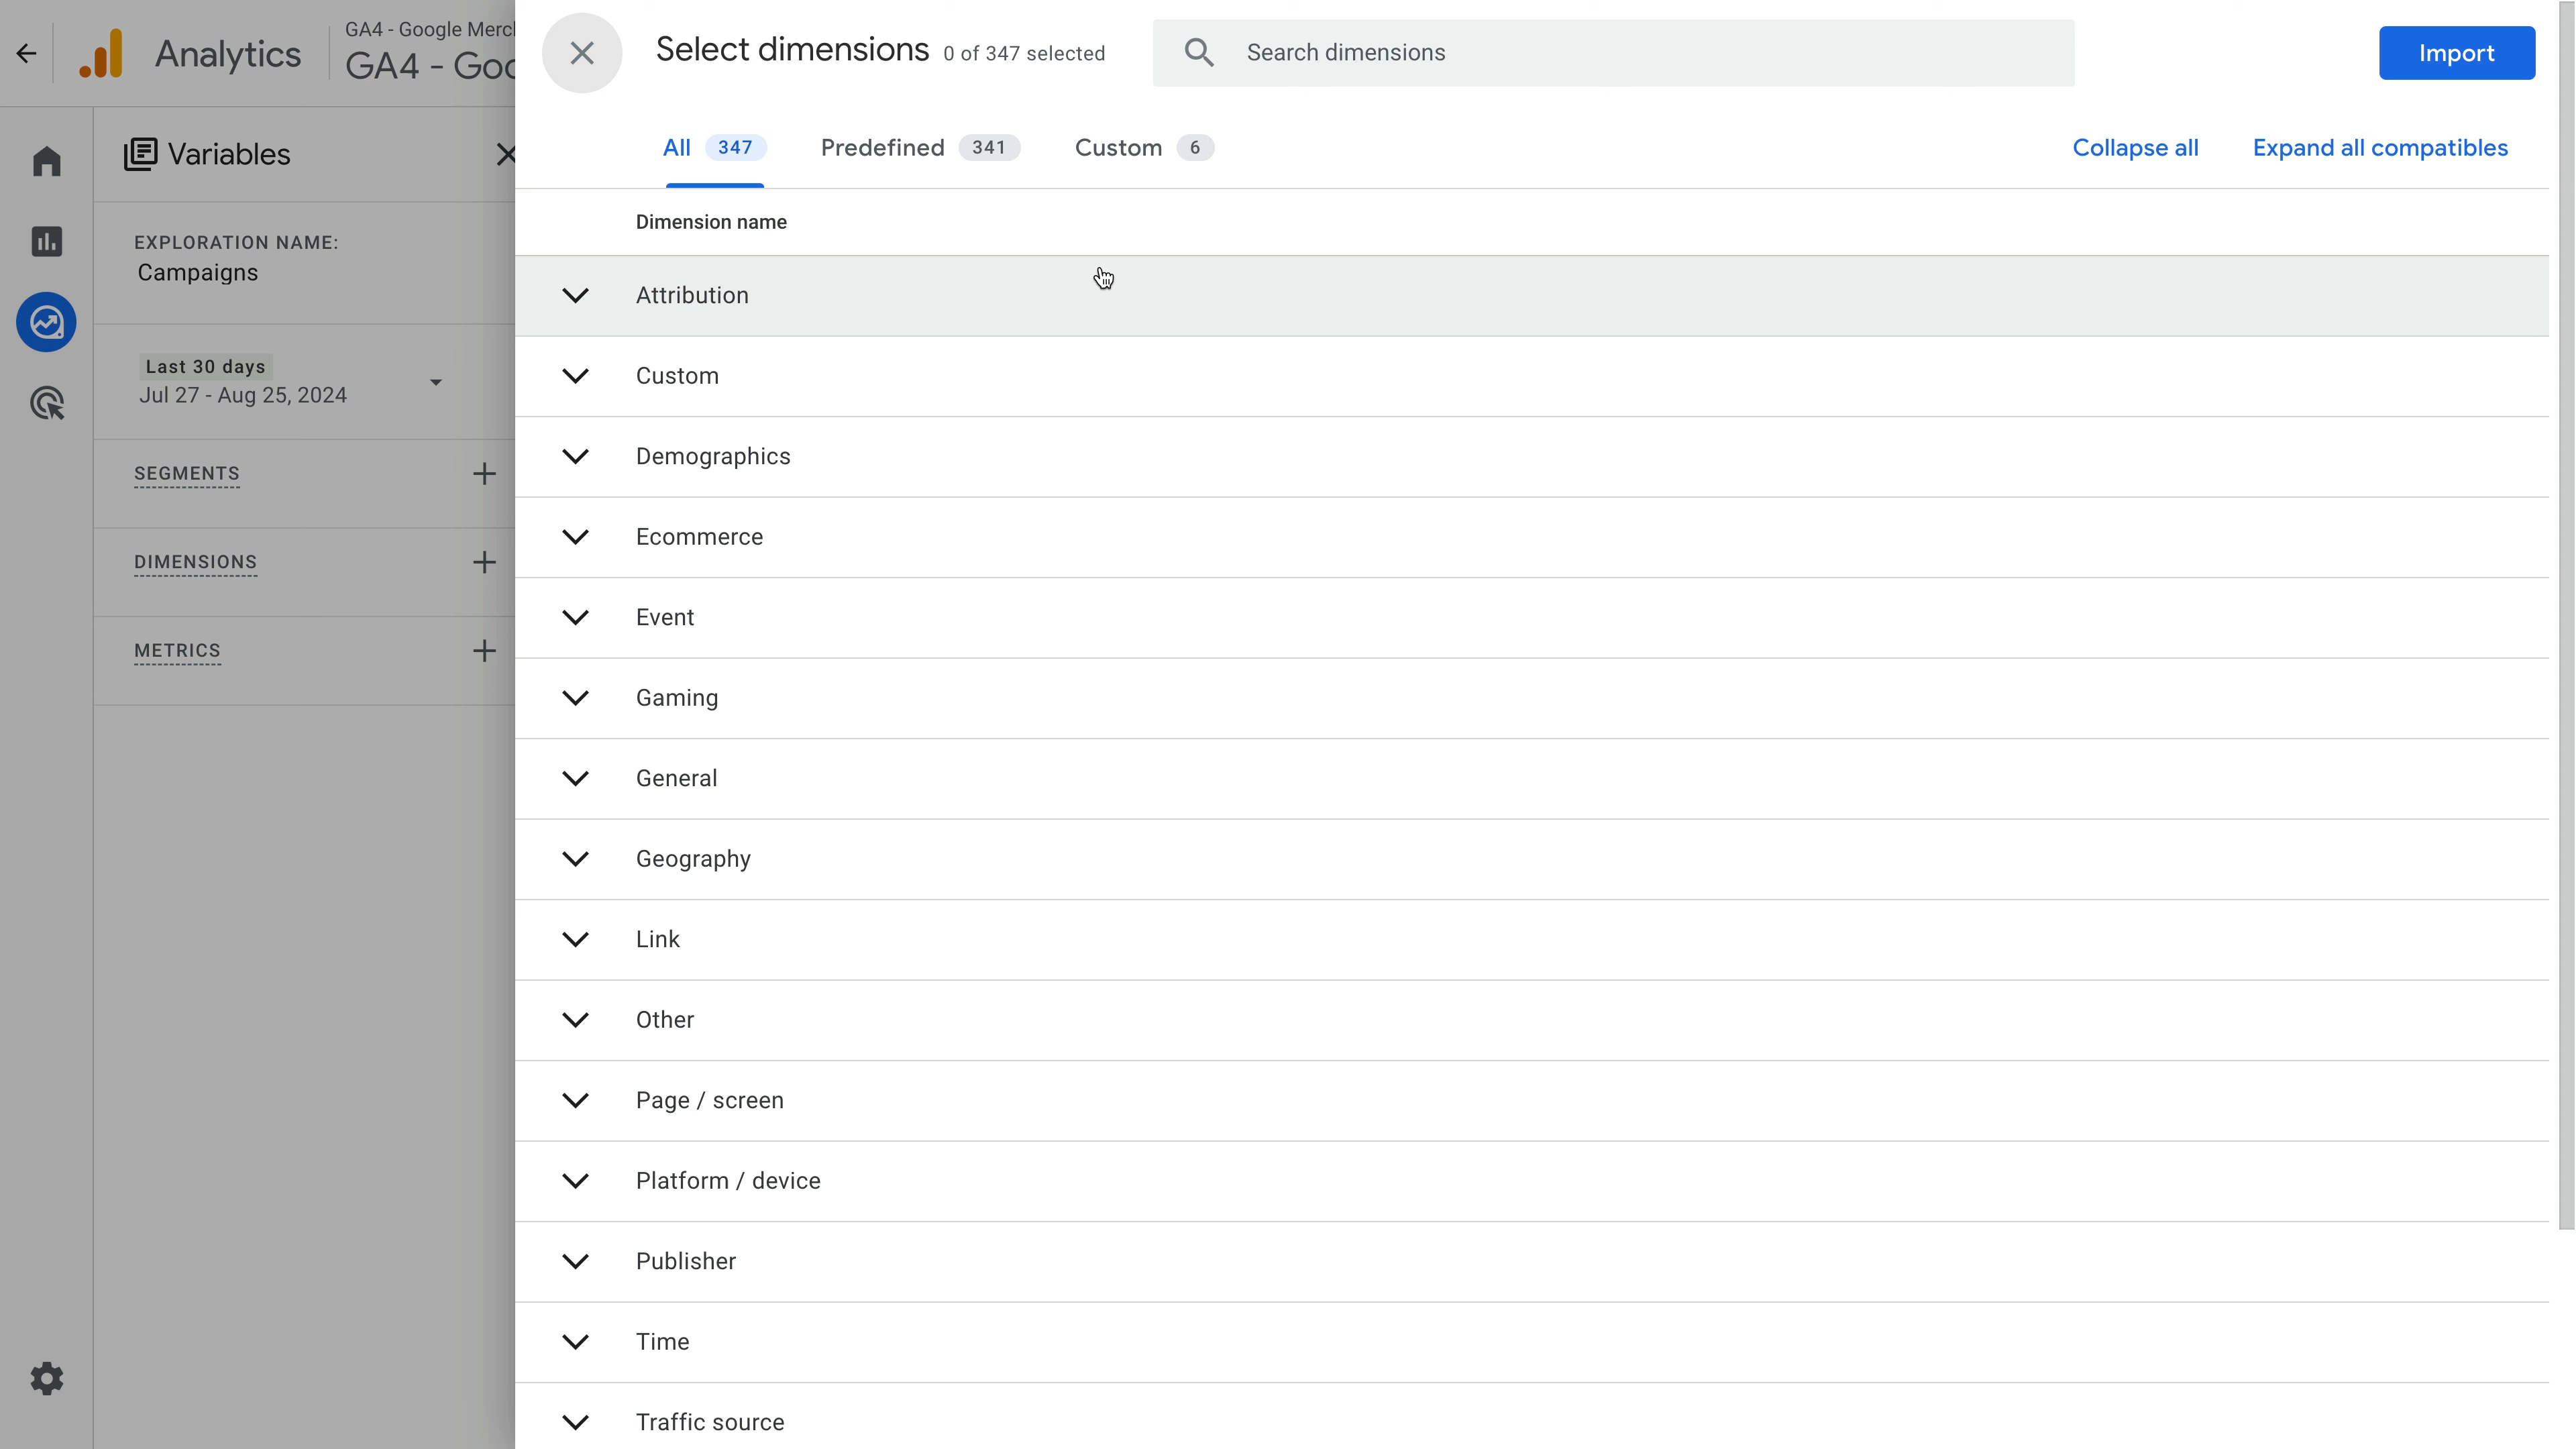 Analytics
GA4 - Google Merch
GA4 - Goo
Select dimensions 0 of 347 selected
Search dimensions
Import
Variables
All 347 Predefined 341 Custom 6
Collapse all Expand all compatibles
Dimension name
EXPLORATION NAME:
Campaigns
Last 30 days
Jul 27 - Aug 25, 2024
SEGMENTS
DIMENSIONS
METRICS
Attribution
Custom
Demographics
Ecommerce
Event
Gaming
General
Geography
Link
Other
Page / screen
Platform / device
Publisher
Time
Traffic source